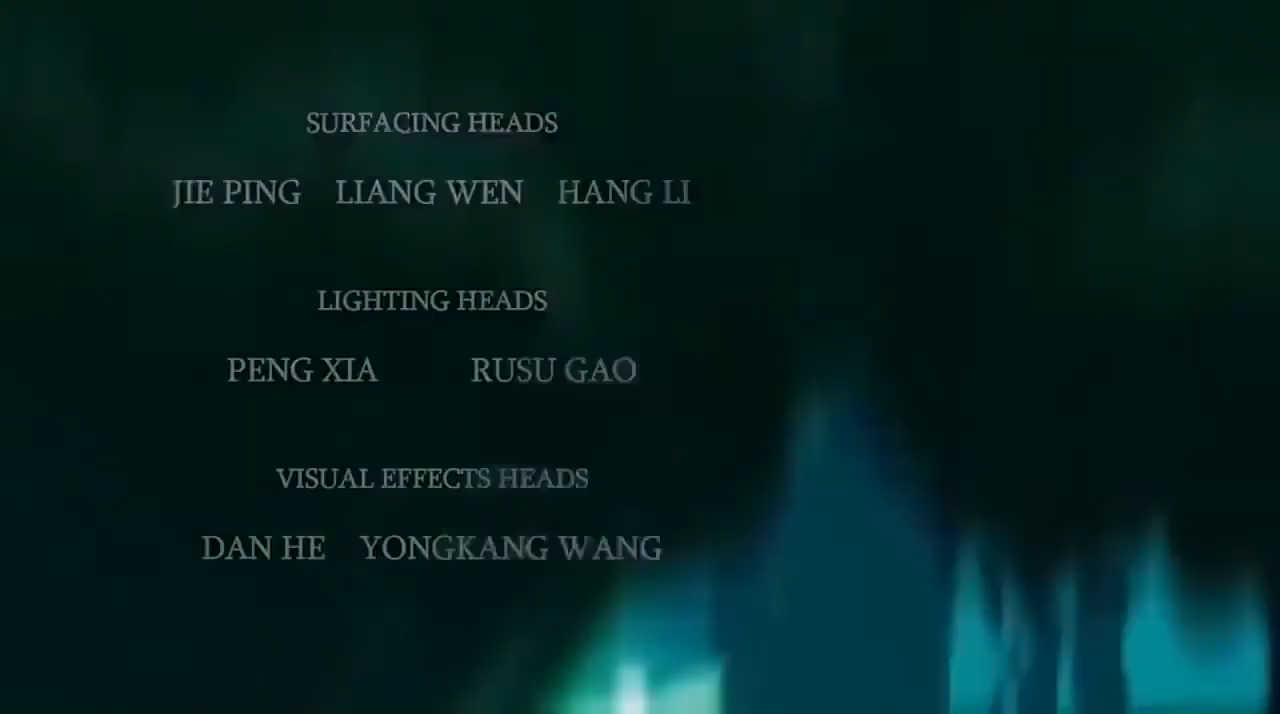 SURFACING HEADS
JIE PING LIANG WEN HANG LI
LIGHTING HEADS
PENG XIA RUSU GAO
VISUAL EFFECTS HEADS
DAN HE YONGKANG WANG